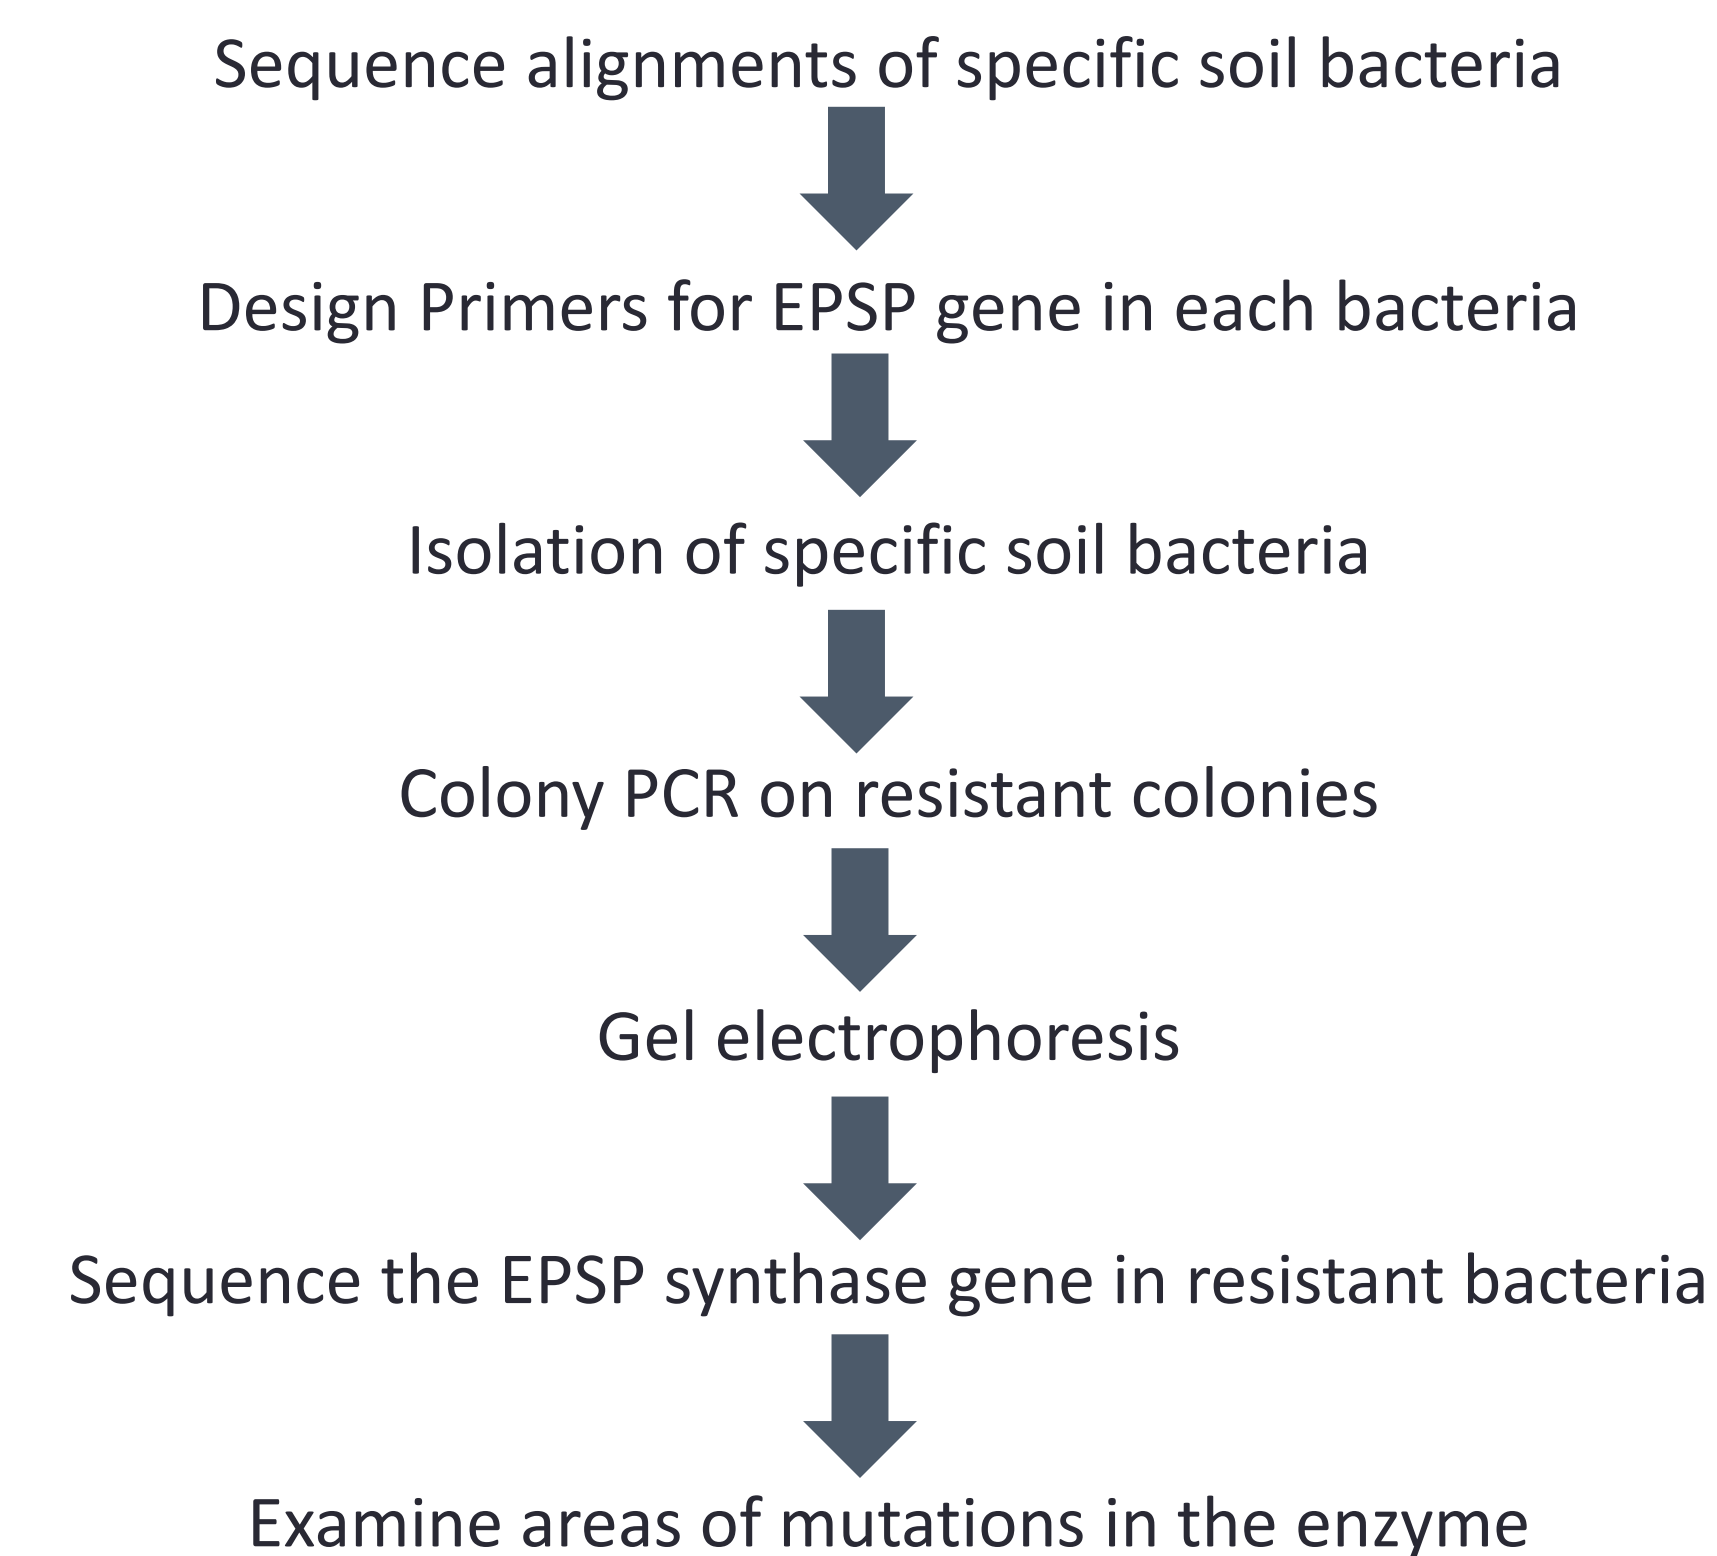 Sequence alignments of specific soil bacteria
Design Primers for EPSP gene in each bacteria
Isolation of specific soil bacteria
Colony PCR on resistant colonies
Gel electrophoresis
Sequence the EPSP synthase gene in resistant bacteria
Examine areas of mutations in the enzyme